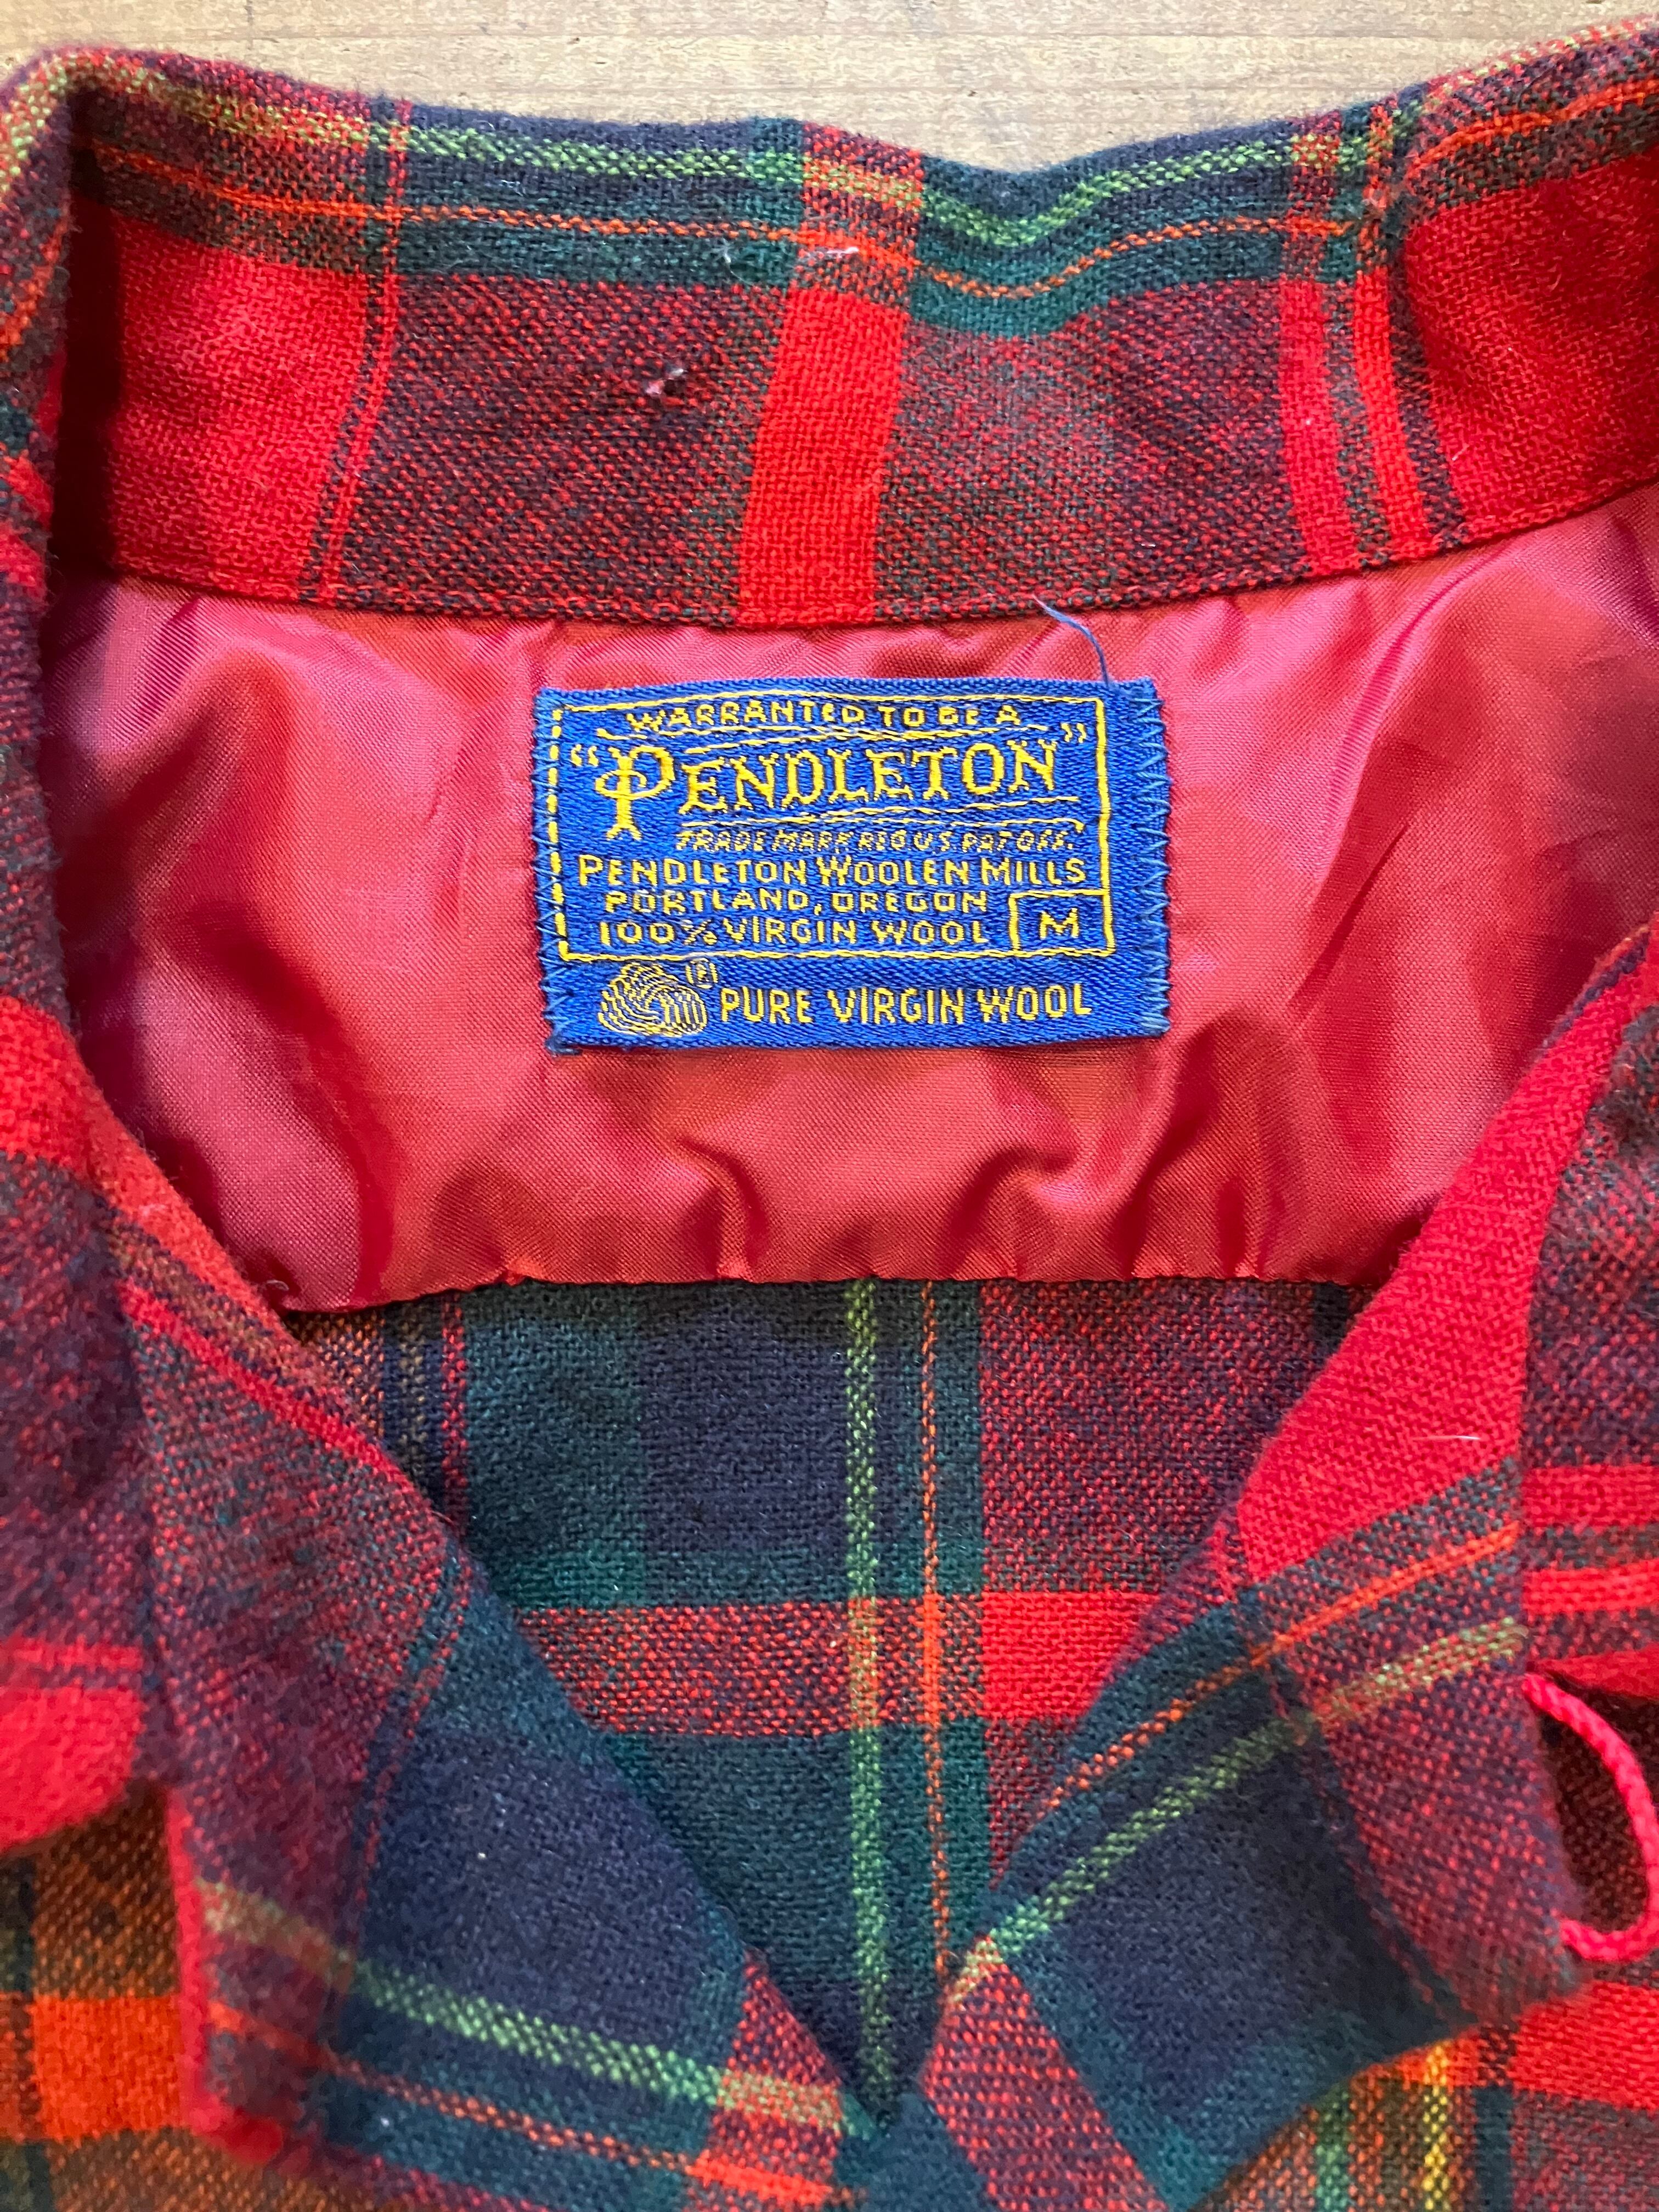 WARRANTED TO BE A
"PENDLETON"
TRADE MARK REG U.S. PAT OFF.
PENDLETON WOOLEN MILLS
PORTLAND, OREGON
100% VIRGIN WOOL M
® PURE VIRGIN WOOL